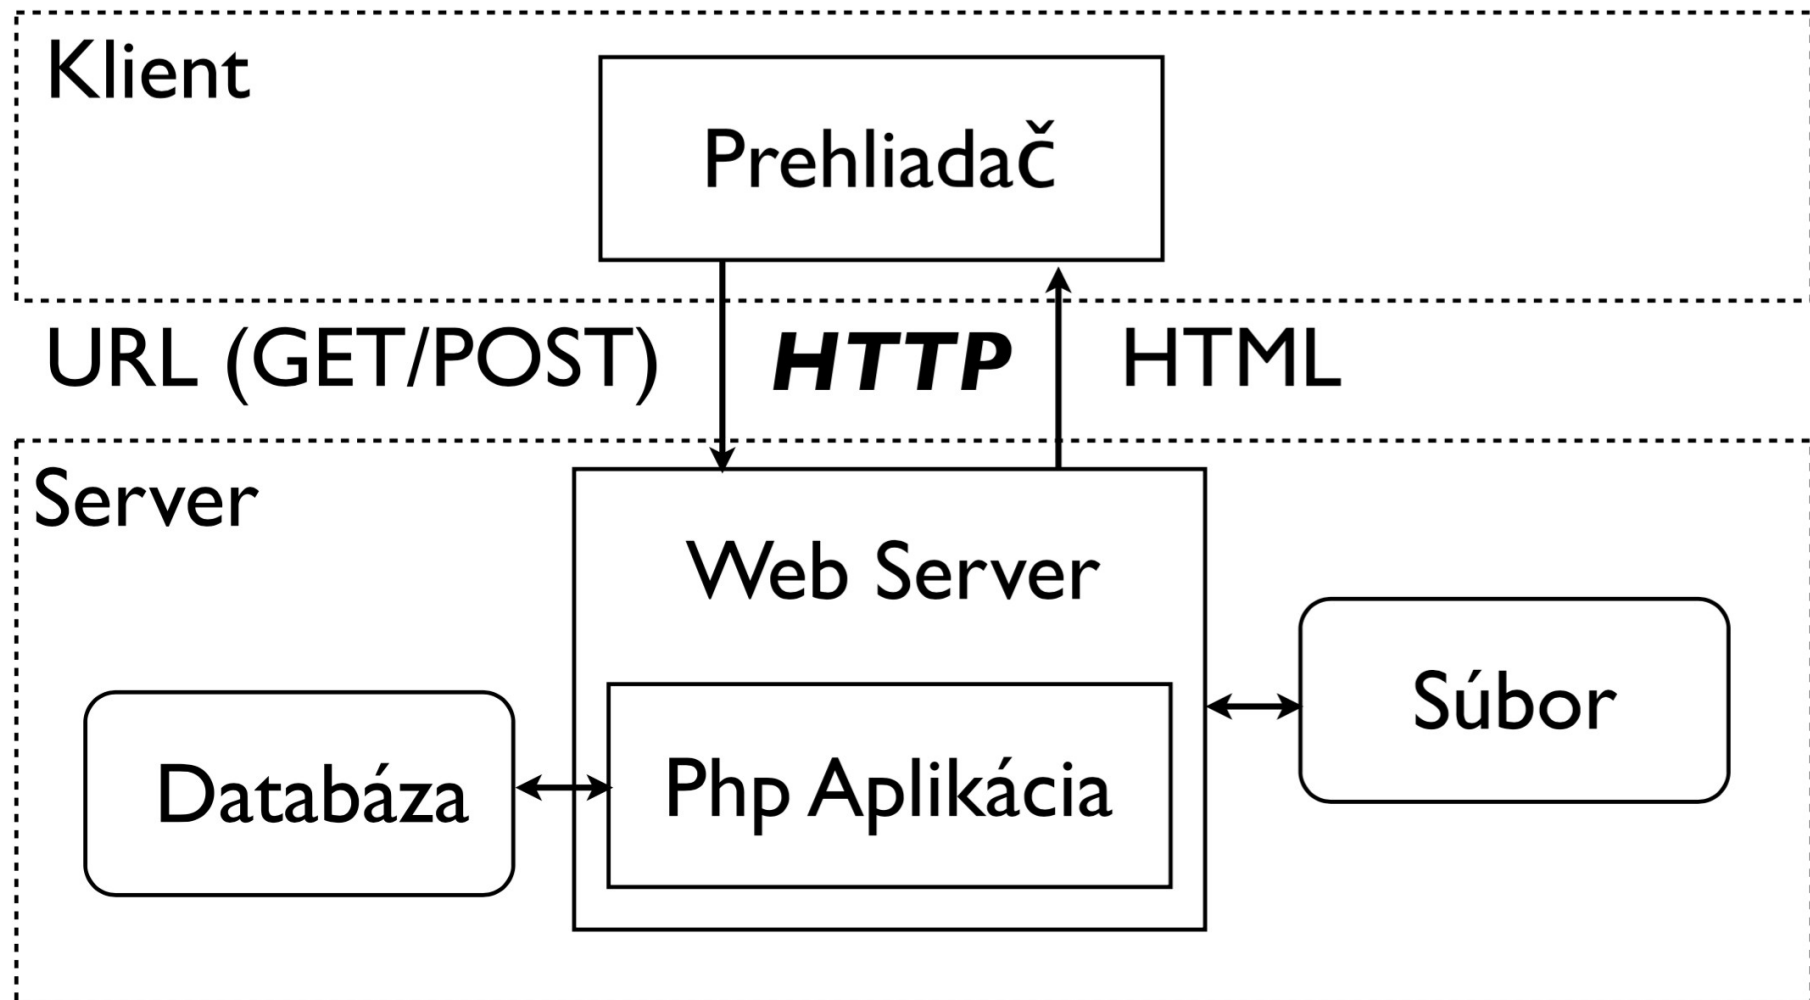 Klient
Prehliadač
URL (GET/POST) HTTP HTML
Server
Web Server
Súbor
Databáza
Php Aplikácia